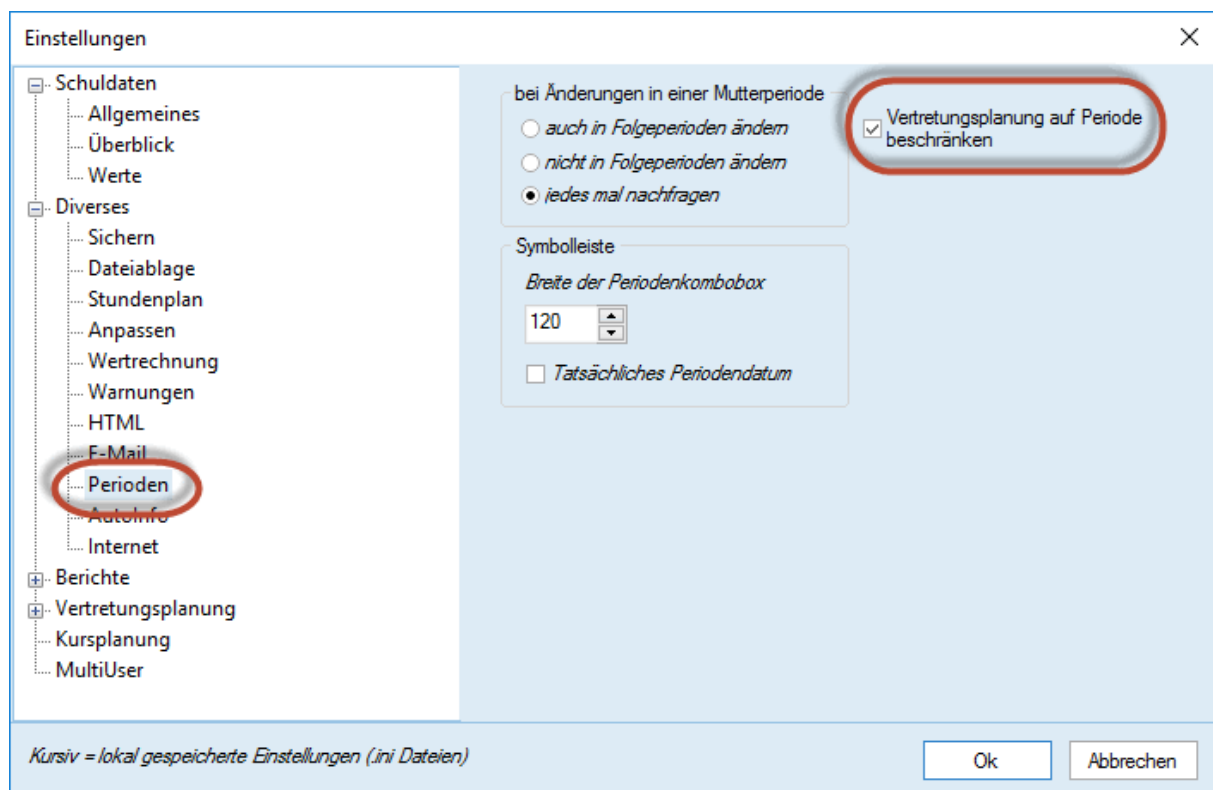 Einstellungen
Schuldaten
Allgemeines
Überblick
Werte
Diverses
Sichern
Dateiablage
Stundenplan
Anpassen
Wertrechnung
Warnungen
HTML
E-Mail
Perioden
AutoInfo
Internet
Berichte
Vertretungsplanung
Kursplanung
MultiUser
bei Änderungen in einer Mutterperiode
auch in Folgeperioden ändern
nicht in Folgeperioden ändern
jedes mal nachfragen
Symbolleiste
Breite der Periodenkombobox
120
Tatsächliches Periodendatum
Vertretungsplanung auf Periode
beschränken
Kursiv = lokal gespeicherte Einstellungen (.ini Dateien)
Ok
Abbrechen